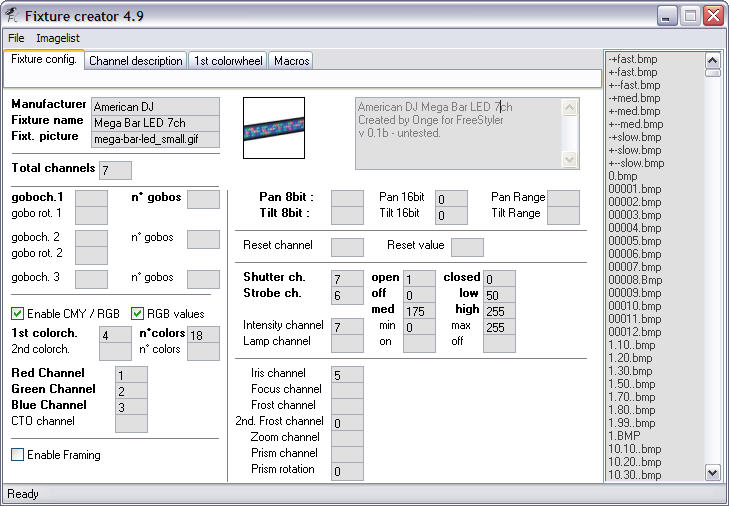 Fixture creator 4.9
File Imagelist
Fixture config. Channel description 1st colorwheel Macros
Manufacturer American DJ
Fixture name Mega Bar LED 7ch
Fixt. picture mega-bar-led_small.gif
American DJ Mega Bar LED 7ch
Created by Onge for FreeStyler
v 0.1b - untested.
Total channels 7
goboch.1 n° gobos
gobo rot. 1
goboch. 2 n° gobos
gobo rot. 2
goboch. 3 n° gobos
Enable CMY / RGB RGB values
1st colorch. 4 n°colors 18
2nd colorch. n° colors
Red Channel 1
Green Channel 2
Blue Channel 3
CTO channel
Enable Framing
Pan 8bit : Pan 16bit 0 Pan Range
Tilt 8bit : Tilt 16bit 0 Tilt Range
Reset channel Reset value
Shutter ch. 7 open 1 closed 0
Strobe ch. 6 off 0 low 50
med 175 high 255
Intensity channel 7 min 0 max 255
Lamp channel on off
Iris channel 5
Focus channel
Frost channel
2nd. Frost channel 0
Zoom channel
Prism channel
Prism rotation 0
-+fast.bmp
+-fast.bmp
+--fast.bmp
-+med.bmp
+-med.bmp
+--med.bmp
-+slow.bmp
+-slow.bmp
+--slow.bmp
0.bmp
00001.bmp
00002.bmp
00003.bmp
00004.bmp
00005.bmp
00006.bmp
00007.bmp
00008.Bmp
00009.bmp
00010.bmp
00011.bmp
00012.bmp
1.10..bmp
1.20.bmp
1.30.bmp
1.50..bmp
1.70..bmp
1.80..bmp
1.99..bmp
1.BMP
10.10..bmp
10.20..bmp
10.30..bmp
Ready